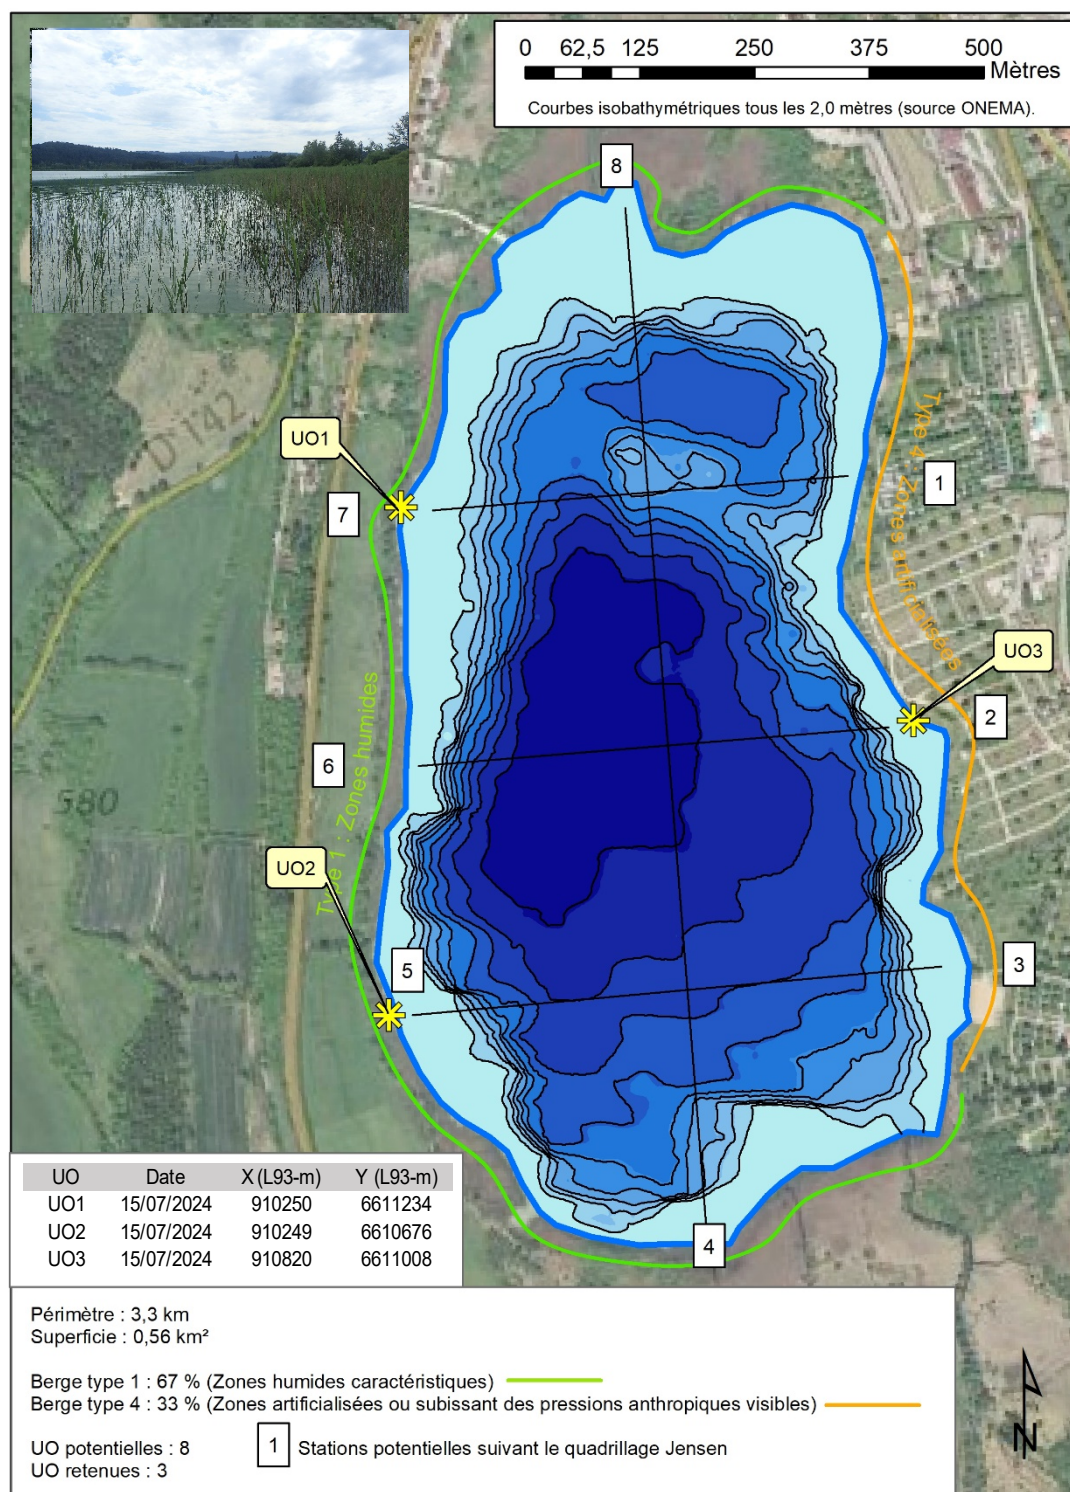 0 62,5 125 250 375 500
Mètres
Courbes isobathymétriques tous les 2,0 mètres (source ONEMA).
8
D 142
UO1
7
1
Type 4 : Zones artificialisées
UO3
2
6
580
Type 1 : Zones humides
UO2
5
3
4
UO Date X (L93-m) Y (L93-m)
UO1 15/07/2024 910250 6611234
UO2 15/07/2024 910249 6610676
UO3 15/07/2024 910820 6611008
Périmètre : 3,3 km
Superficie : 0,56 km²
Berge type 1 : 67 % (Zones humides caractéristiques)
Berge type 4 : 33 % (Zones artificialisées ou subissant des pressions anthropiques visibles)
UO potentielles : 8
1 Stations potentielles suivant le quadrillage Jensen
UO retenues : 3
N